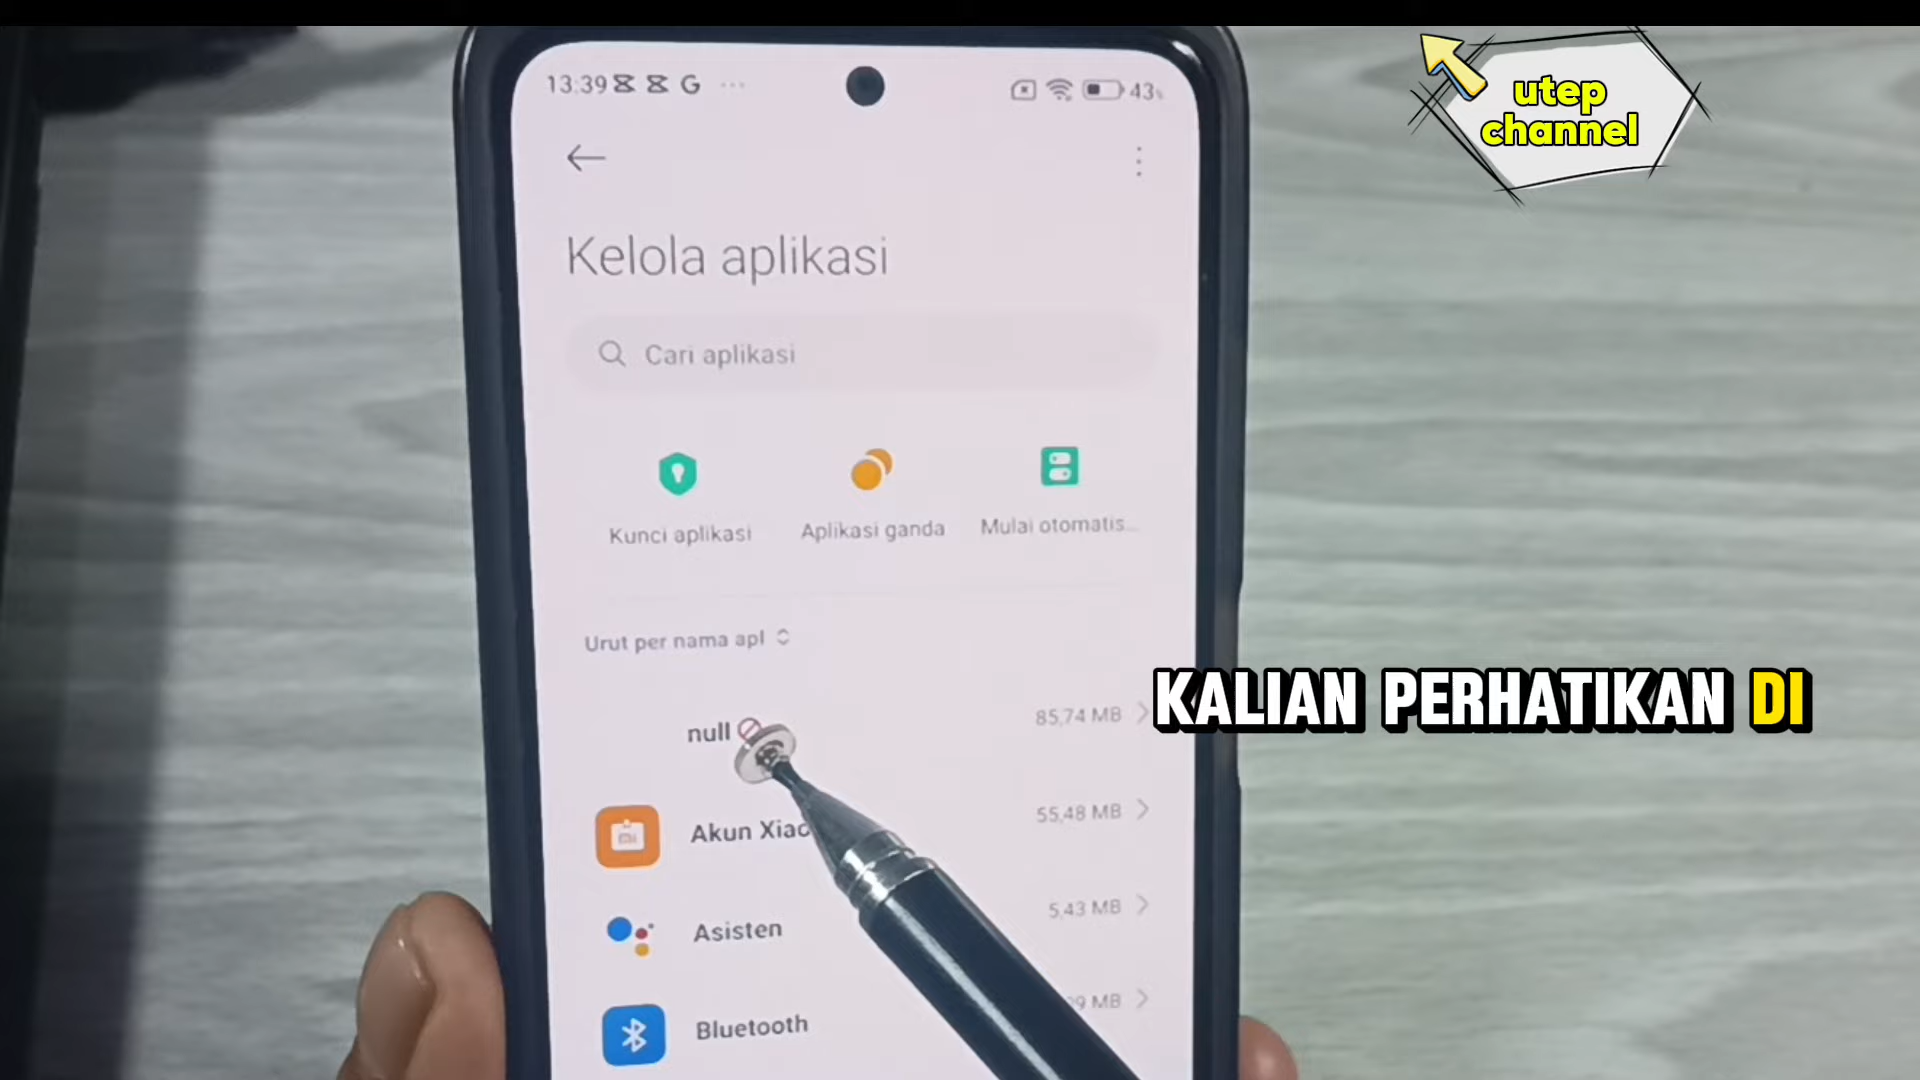 13:39 G ... 43
utep
channel
Kelola aplikasi
Cari aplikasi
Kunci aplikasi
Aplikasi ganda
Mulai otomatis...
Urut per nama apl
null
85,74 MB
KALIAN PERHATIKAN DI
Akun
55,48 MB
Asisten
5,43 MB
Bluetooth
MB